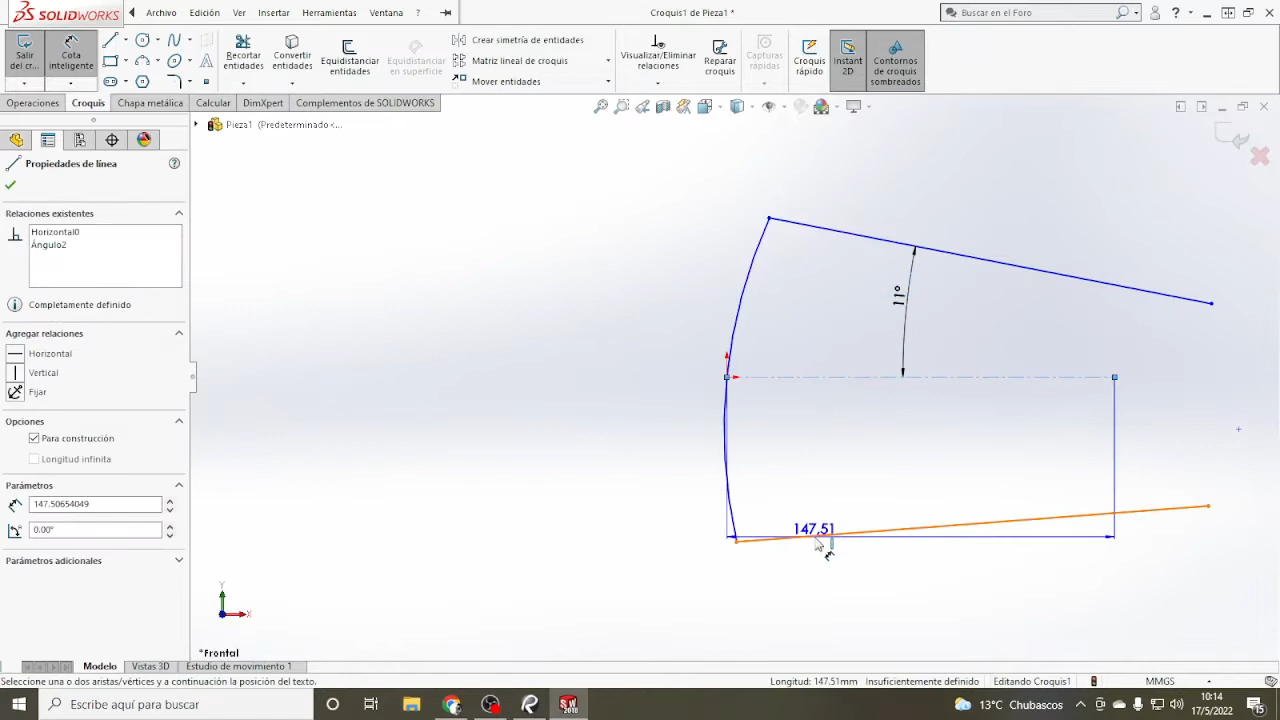 SOLIDWORKS
Archivo Edición Ver Insertar Herramientas Ventana ?
Croquis1 de Pieza1 *
Buscar en el Foro
?
Salir del cr...
Cota inteligente
Recortar entidades
Convertir entidades
Equidistanciar entidades
Equidistanciar en superficie
Crear simetría de entidades
Matriz lineal de croquis
Mover entidades
Visualizar/Eliminar relaciones
Reparar croquis
Capturas rápidas
Croquis rápido
Instant 2D
Contornos de croquis sombreados
Operaciones Croquis Chapa metálica Calcular DimXpert Complementos de SOLIDWORKS
Pieza1 (Predeterminado <...
Propiedades de línea
Relaciones existentes
Horizontal0
Ángulo2
Completamente definido
Agregar relaciones
Horizontal
Vertical
Fijar
Opciones
Para construcción
Longitud infinita
Parámetros
147.50654049
0.00°
Parámetros adicionales
11°
147,51
Y
X
*Frontal
Modelo Vistas 3D Estudio de movimiento 1
Seleccione una o dos aristas/vértices y a continuación la posición del texto.
Longitud: 147.51mm Insuficientemente definido Editando Croquis1 MMGS
Escribe aquí para buscar
SW
2018
13°C Chubascos
10:14
17/5/2022
15